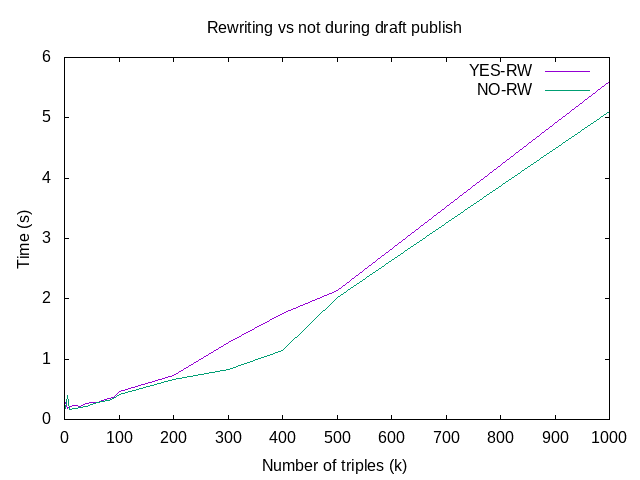 Rewriting vs not during draft publish
YES-RW
NO-RW
6
5
4
3
2
1
0
Time (s)
0 100 200 300 400 500 600 700 800 900 1000
Number of triples (k)